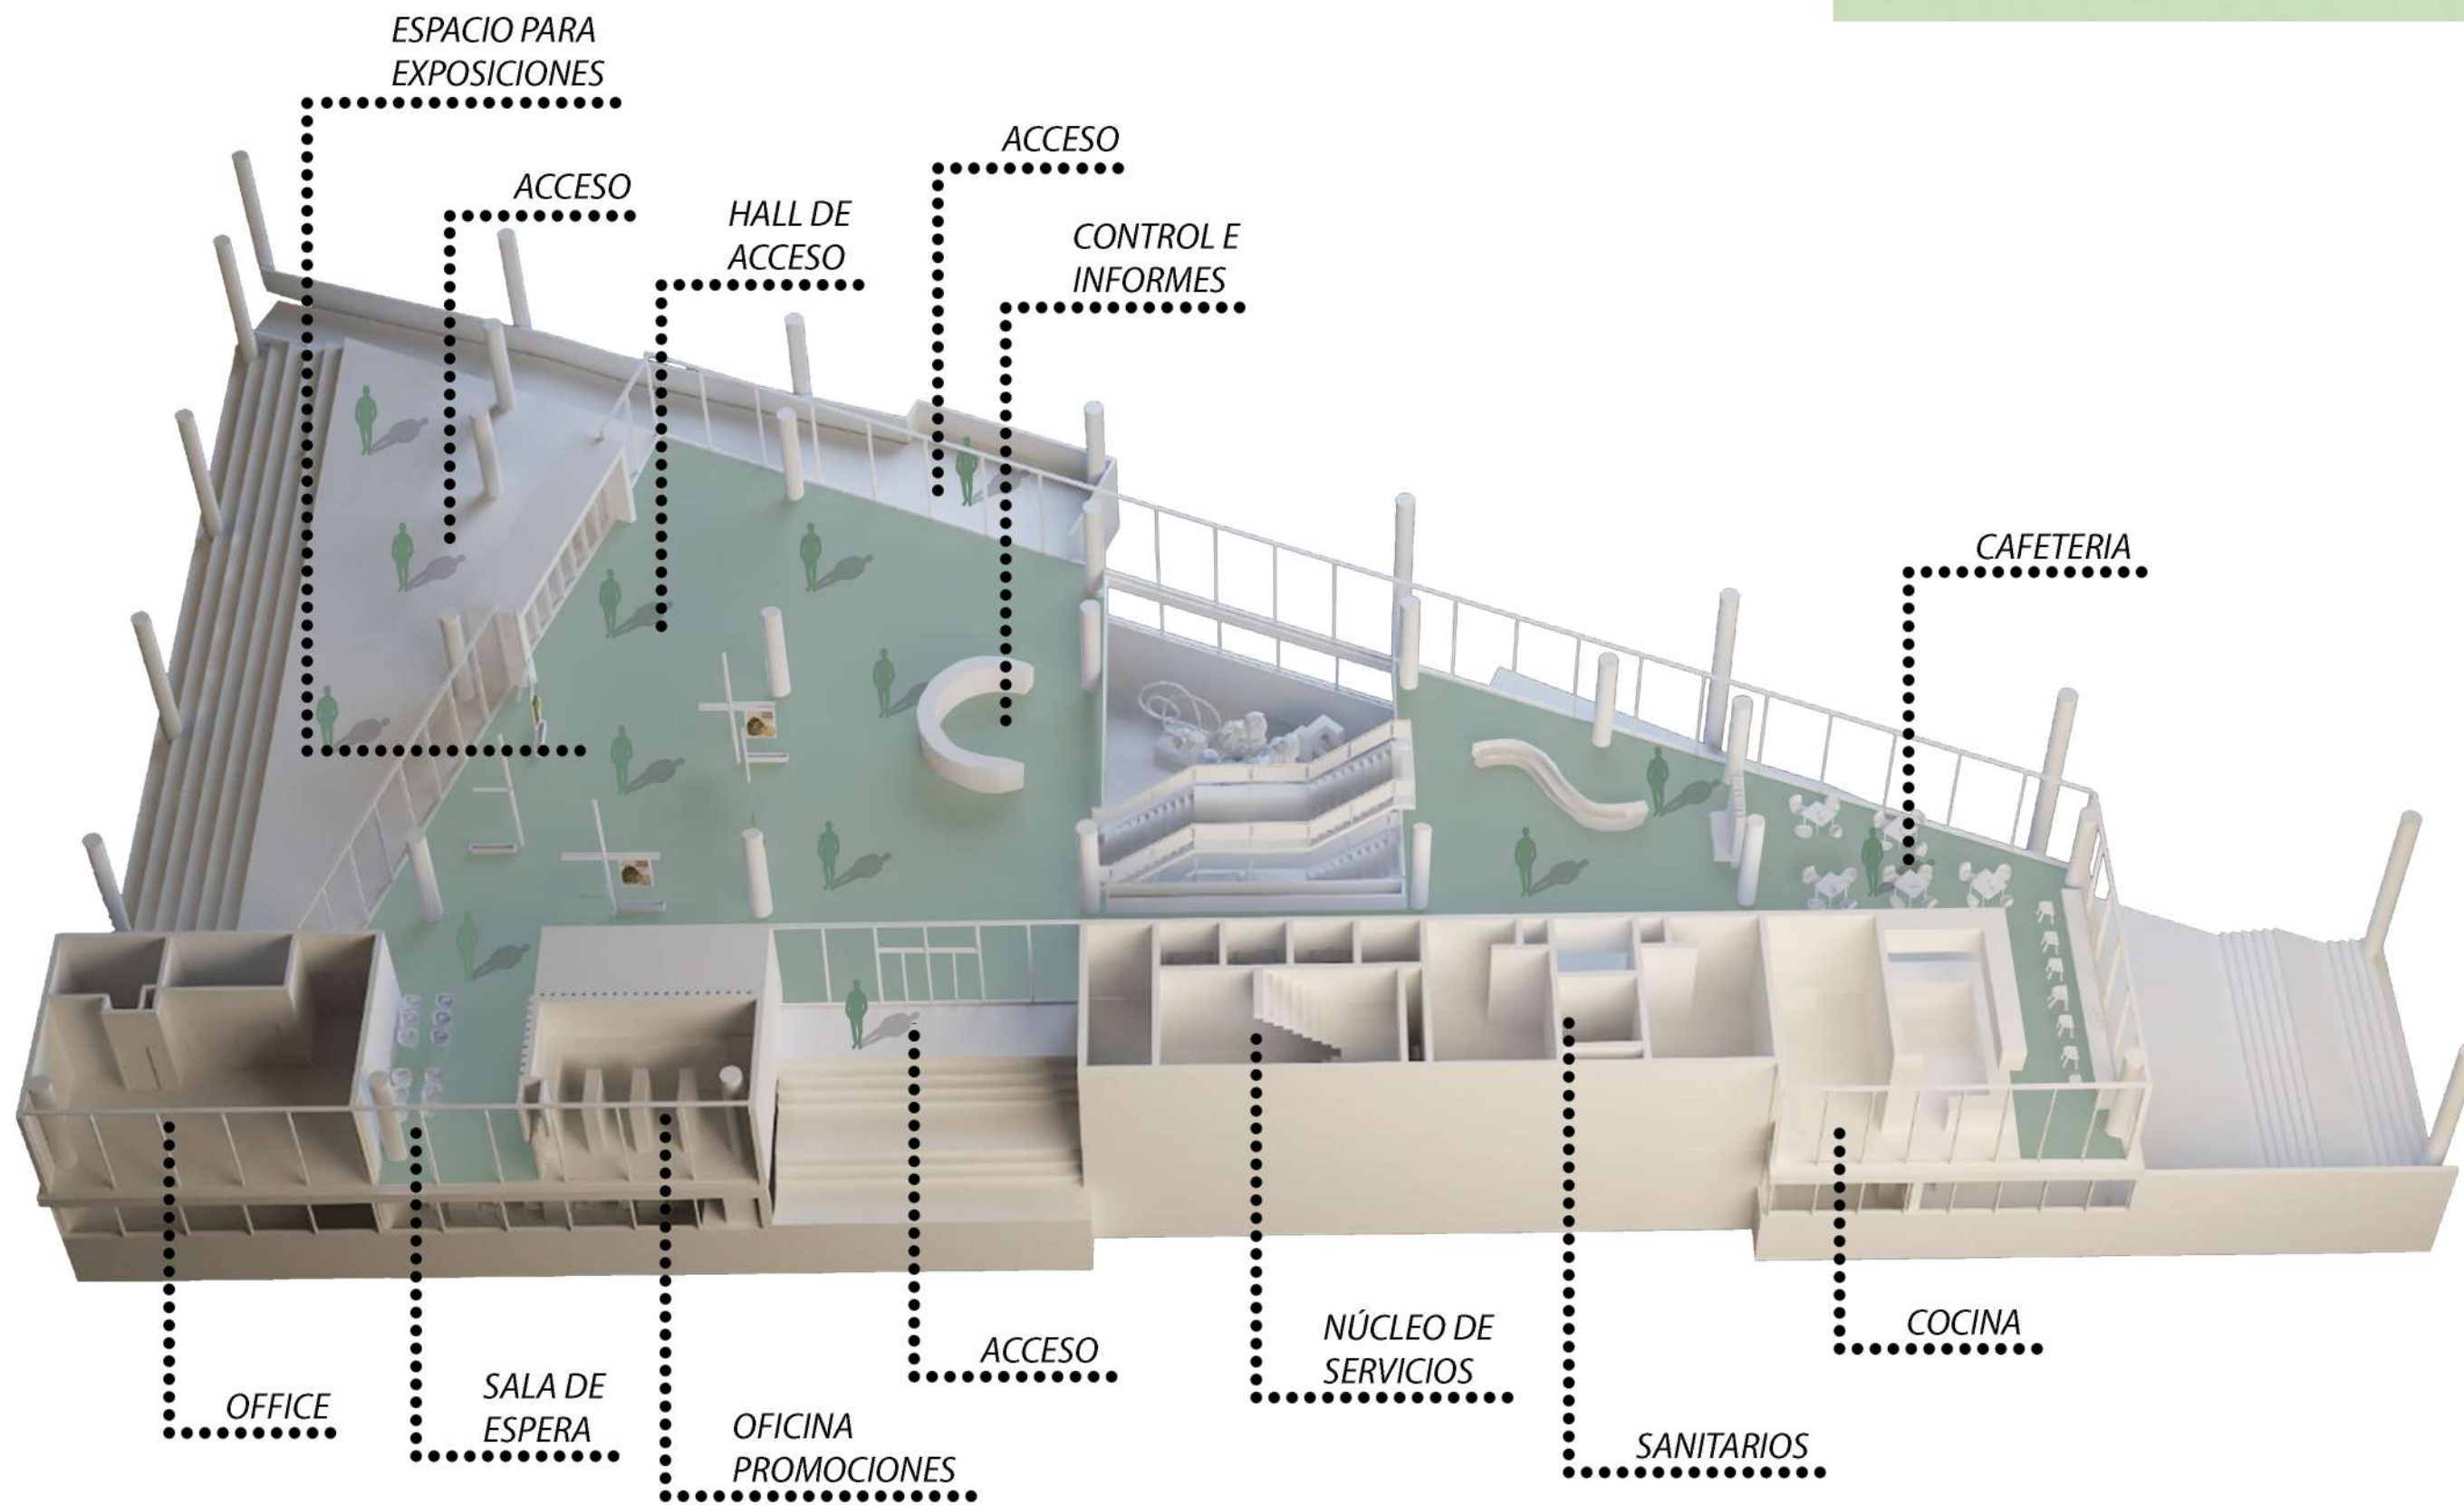 ESPACIO PARA
EXPOSICIONES
ACCESO
ACCESO
HALL DE
ACCESO
CONTROL E
INFORMES
CAFETERIA
OFFICE
SALA DE
ESPERA
OFICINA
PROMOCIONES
ACCESO
NÚCLEO DE
SERVICIOS
SANITARIOS
COCINA